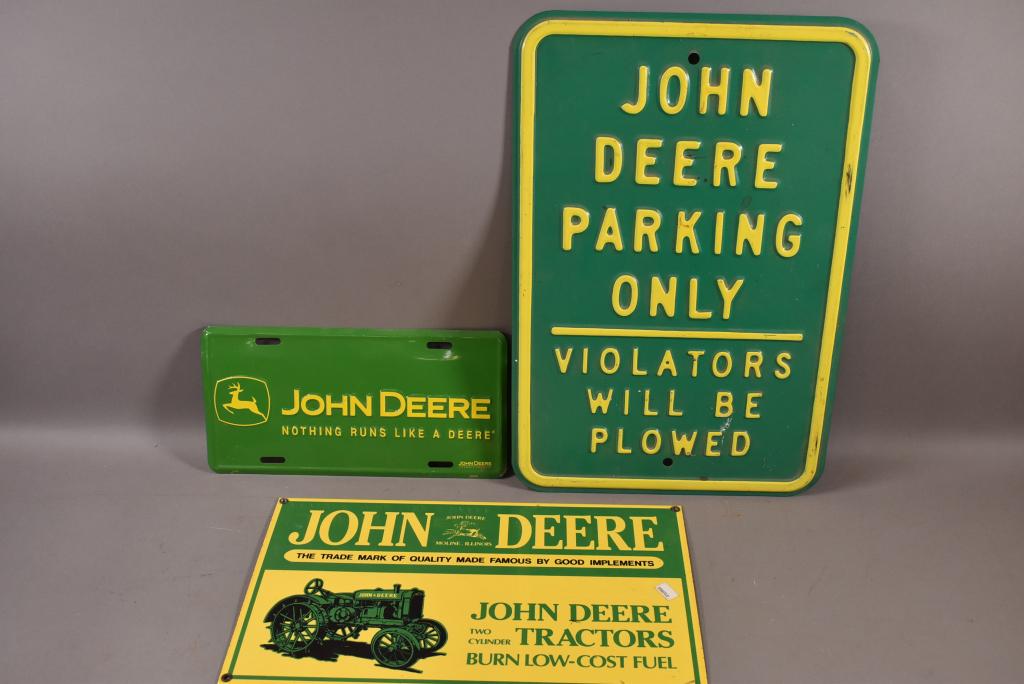 JOHN
DEERE
PARKING
ONLY
VIOLATORS
WILL BE
PLOWED
JOHN DEERE
NOTHING RUNS LIKE A DEERE®
JOHN DEERE
JOHN DEERE
JOHN DEERE
MOLINE, ILLINOIS
THE TRADE MARK OF QUALITY MADE FAMOUS BY GOOD IMPLEMENTS
JOHN DEERE
JOHN DEERE
TWO CYLINDER TRACTORS
BURN LOW-COST FUEL